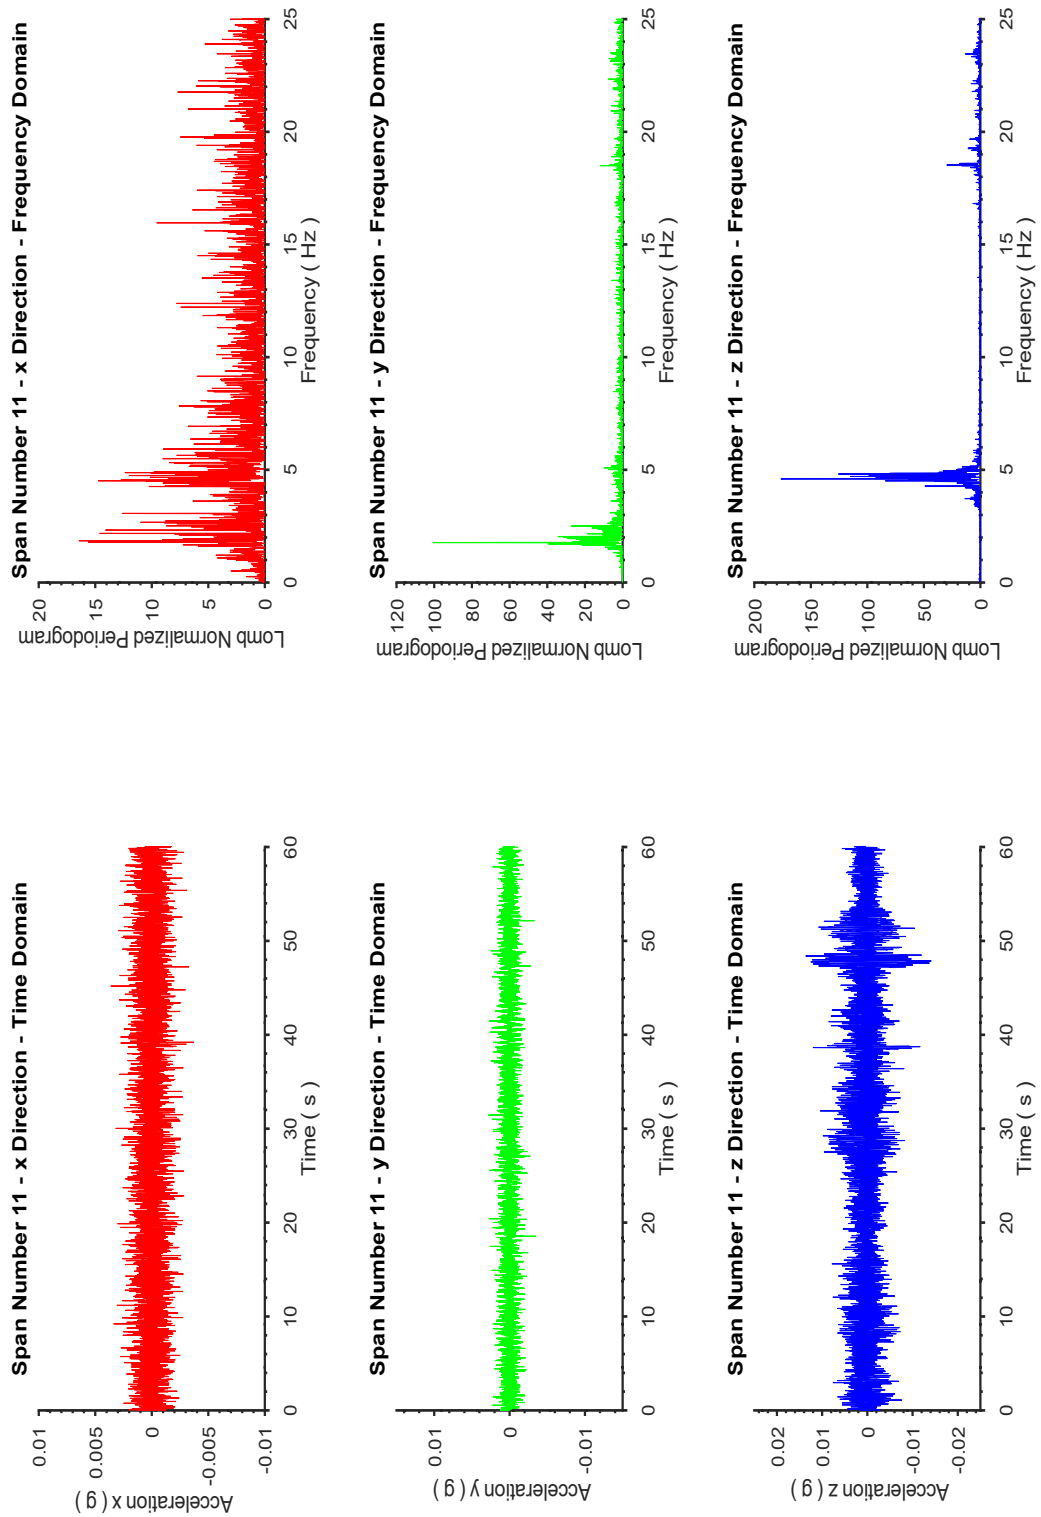 Span Number 11 - x Direction - Time Domain
0.01
0.005
0
-0.005
-0.01
Acceleration x ( g )
0 10 20 30 40 50 60
Time ( s )
Span Number 11 - x Direction - Frequency Domain
20
15
10
5
0
Lomb Normalized Periodogram
0 5 10 15 20 25
Frequency ( Hz )
Span Number 11 - y Direction - Time Domain
0.01
0
-0.01
Acceleration y ( g )
0 10 20 30 40 50 60
Time ( s )
Span Number 11 - y Direction - Frequency Domain
120
100
80
60
40
20
0
Lomb Normalized Periodogram
0 5 10 15 20 25
Frequency ( Hz )
Span Number 11 - z Direction - Time Domain
0.02
0.01
0
-0.01
-0.02
Acceleration z ( g )
0 10 20 30 40 50 60
Time ( s )
Span Number 11 - z Direction - Frequency Domain
200
150
100
50
0
Lomb Normalized Periodogram
0 5 10 15 20 25
Frequency ( Hz )